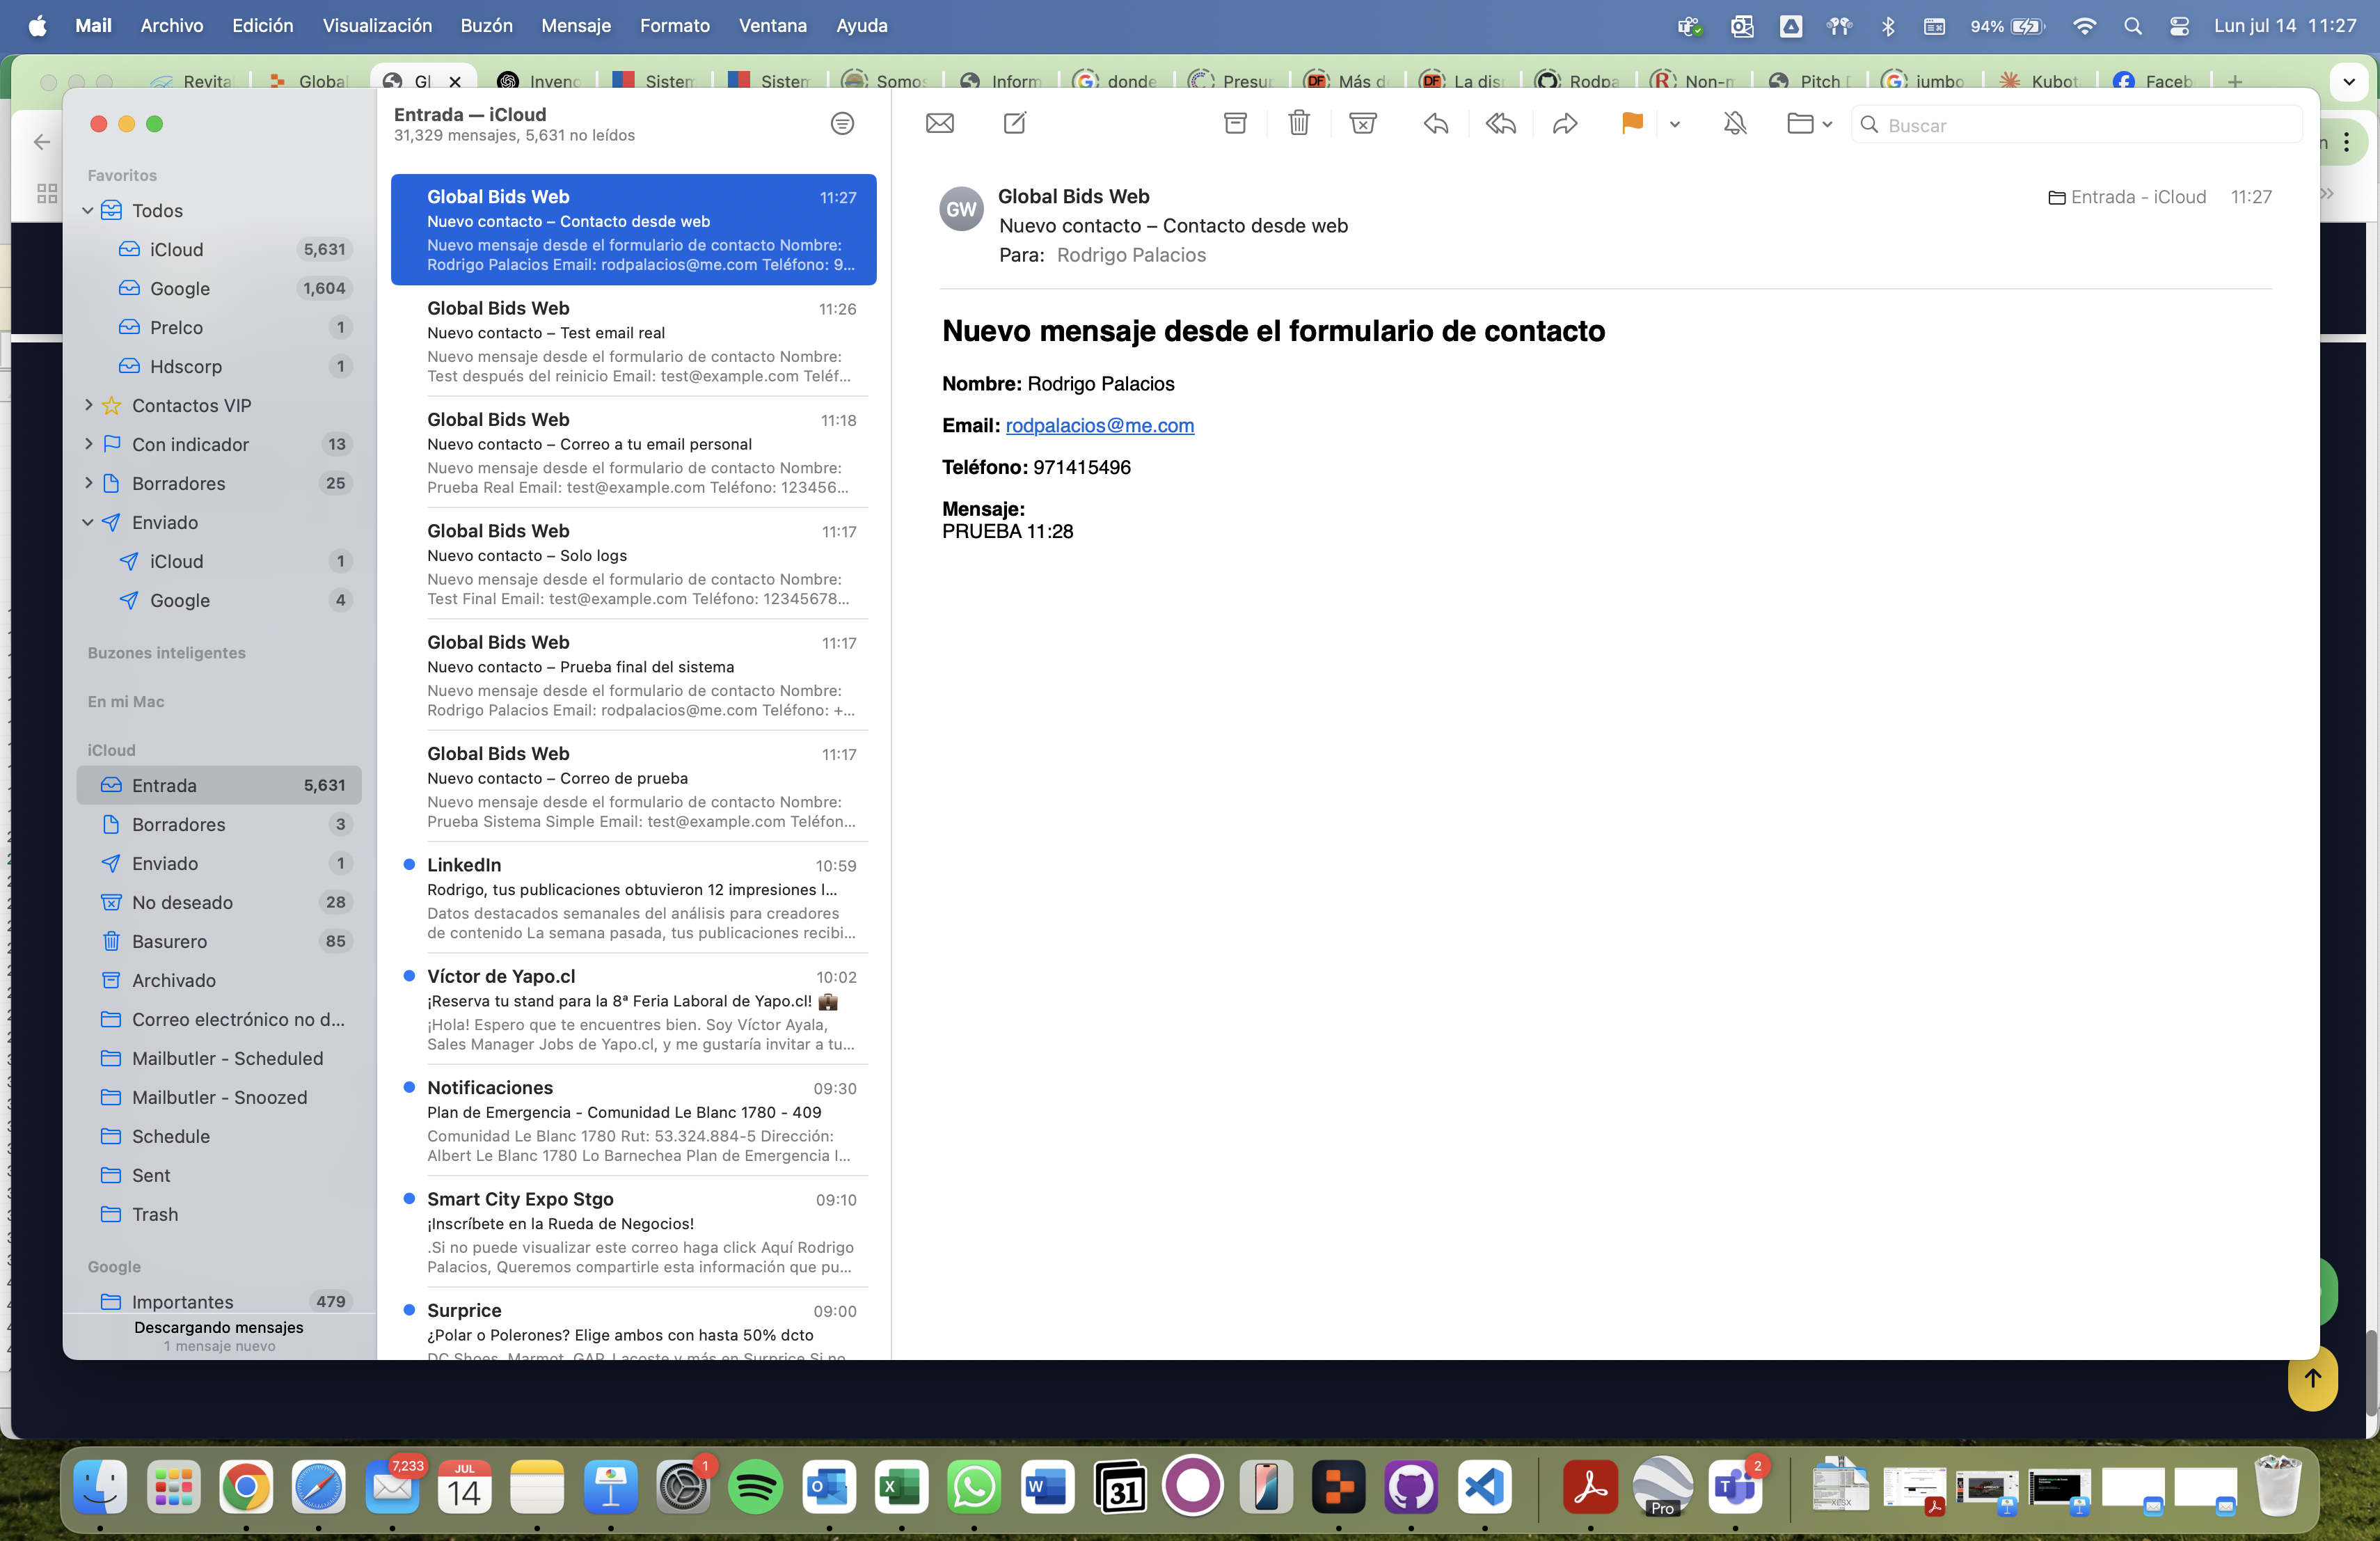 Mail Archivo Edición Visualización Buzón Mensaje Formato Ventana Ayuda 94% Lun jul 14 11:27
Revita Global Gl Invenc Sistem Sistem Somos Inform donde Presup Más d La dis Rodpa Non-m Pitch jumbo Kubot Faceb
Favoritos
Todos
iCloud 5,631
Google 1,604
Prelco 1
Hdscorp 1
Contactos VIP
Con indicador 13
Borradores 25
Enviado
iCloud 1
Google 4
Buzones inteligentes
En mi Mac
iCloud
Entrada 5,631
Borradores 3
Enviado 1
No deseado 28
Basurero 85
Archivado
Correo electrónico no d...
Mailbutler - Scheduled
Mailbutler - Snoozed
Schedule
Sent
Trash
Google
Importantes 479
Descargando mensajes
1 mensaje nuevo
Entrada — iCloud
31,329 mensajes, 5,631 no leídos
Global Bids Web 11:27
Nuevo contacto – Contacto desde web
Nuevo mensaje desde el formulario de contacto Nombre:
Rodrigo Palacios Email: rodpalacios@me.com Teléfono: 9...
Global Bids Web 11:26
Nuevo contacto – Test email real
Nuevo mensaje desde el formulario de contacto Nombre:
Test después del reinicio Email: test@example.com Teléf...
Global Bids Web 11:18
Nuevo contacto – Correo a tu email personal
Nuevo mensaje desde el formulario de contacto Nombre:
Prueba Real Email: test@example.com Teléfono: 123456...
Global Bids Web 11:17
Nuevo contacto – Solo logs
Nuevo mensaje desde el formulario de contacto Nombre:
Test Final Email: test@example.com Teléfono: 12345678...
Global Bids Web 11:17
Nuevo contacto – Prueba final del sistema
Nuevo mensaje desde el formulario de contacto Nombre:
Rodrigo Palacios Email: rodpalacios@me.com Teléfono: +...
Global Bids Web 11:17
Nuevo contacto – Correo de prueba
Nuevo mensaje desde el formulario de contacto Nombre:
Prueba Sistema Simple Email: test@example.com Teléfon...
LinkedIn 10:59
Rodrigo, tus publicaciones obtuvieron 12 impresiones l...
Datos destacados semanales del análisis para creadores
de contenido La semana pasada, tus publicaciones recibi...
Víctor de Yapo.cl 10:02
¡Reserva tu stand para la 8ª Feria Laboral de Yapo.cl! 💼
¡Hola! Espero que te encuentres bien. Soy Víctor Ayala,
Sales Manager Jobs de Yapo.cl, y me gustaría invitar a tu...
Notificaciones 09:30
Plan de Emergencia - Comunidad Le Blanc 1780 - 409
Comunidad Le Blanc 1780 Rut: 53.324.884-5 Dirección:
Albert Le Blanc 1780 Lo Barnechea Plan de Emergencia I...
Smart City Expo Stgo 09:10
¡Inscríbete en la Rueda de Negocios!
.Si no puede visualizar este correo haga click Aquí Rodrigo
Palacios, Queremos compartirle esta información que pu...
Surprice 09:00
¿Polar o Polerones? Elige ambos con hasta 50% dcto
DC Shoes, Marmot, GAP, Lacoste y más en Surprice Si no
Buscar
GW
Global Bids Web
Entrada - iCloud 11:27
Nuevo contacto – Contacto desde web
Para: Rodrigo Palacios
Nuevo mensaje desde el formulario de contacto
Nombre: Rodrigo Palacios
Email: rodpalacios@me.com
Teléfono: 971415496
Mensaje:
PRUEBA 11:28
7,233
JUL
14
1
31
Pro
2
XLSX